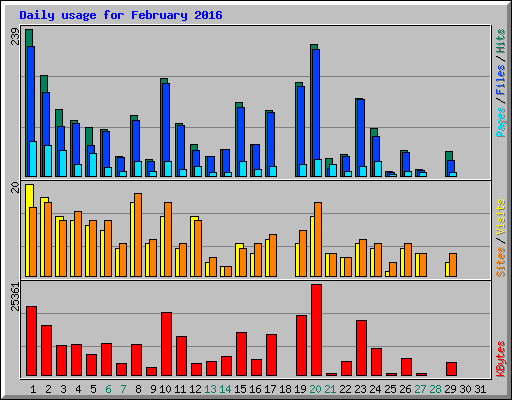 Daily usage for February 2016
239
Pages / Files / Hits
20
Sites / Visits
25361
KBytes
1 2 3 4 5 6 7 8 9 10 11 12 13 14 15 16 17 18 19 20 21 22 23 24 25 26 27 28 29 30 31